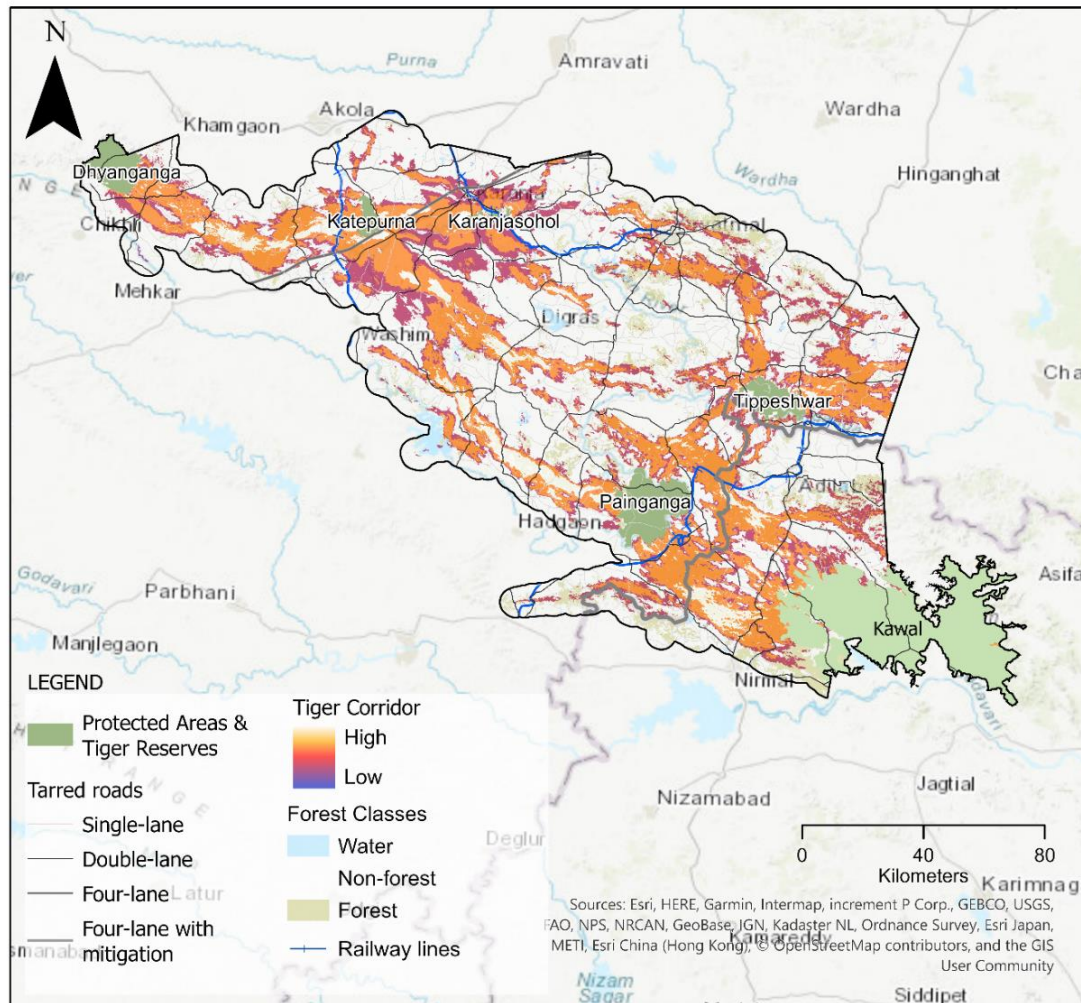 N
Purna
Amravati
Akola
Wardha
Khamgaon
Hinganghat
Wardha
Dhyanganga
Chikhli
Katepurna
Karanjasohol
Mehkar
Digras
Washim
Tippeshwar
Painganga
Hadgaon
Godavari
Parbhani
Asifa
Kawal
Manjlegaon
Nirmal
davari
LEGEND
Protected Areas &
Tiger Reserves
Tarred roads
Single-lane
Double-lane
Four-lane
Four-lane with
mitigation
Tiger Corridor
High
Low
Forest Classes
Water
Non-forest
Forest
Railway lines
RANGE
Latur
Deglur
Nizamabad
Jagtial
0 40 80
Kilometers
Karimnag
Sources: Esri, HERE, Garmin, Intermap, increment P Corp., GEBCO, USGS,
FAO, NPS, NRCAN, GeoBase, IGN, Kadaster NL, Ordnance Survey, Esri Japan,
METI, Esri China (Hong Kong), © OpenStreetMap contributors, and the GIS
User Community
Kamareddy
Nizam
Sagar
Siddipet